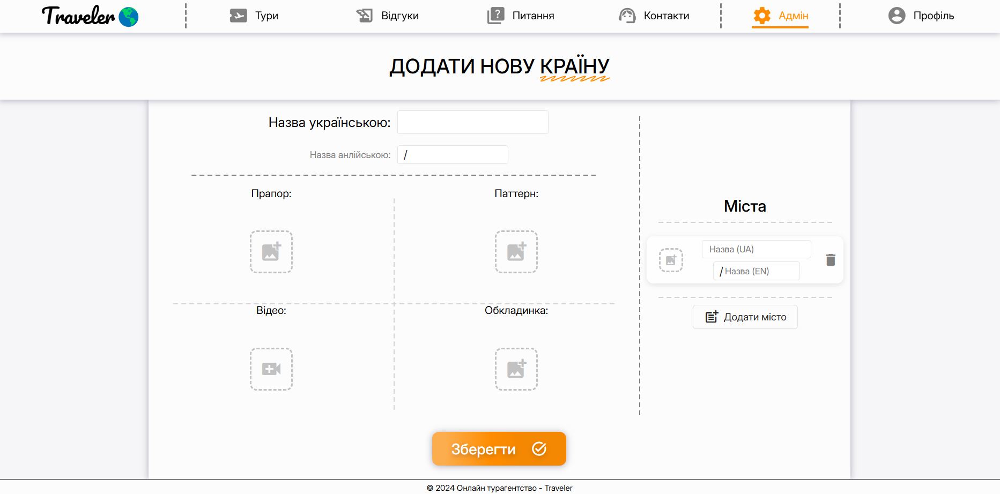 Traveler
Тури
Відгуки
Питання
Контакти
Адмін
Профіль
ДОДАТИ НОВУ КРАЇНУ
Назва українською:
Назва анлійською:
/
Прапор:
Паттерн:
Відео:
Обкладинка:
Міста
Назва (UA)
/ Назва (EN)
Додати місто
Зберегти
© 2024 Онлайн турагентство - Traveler